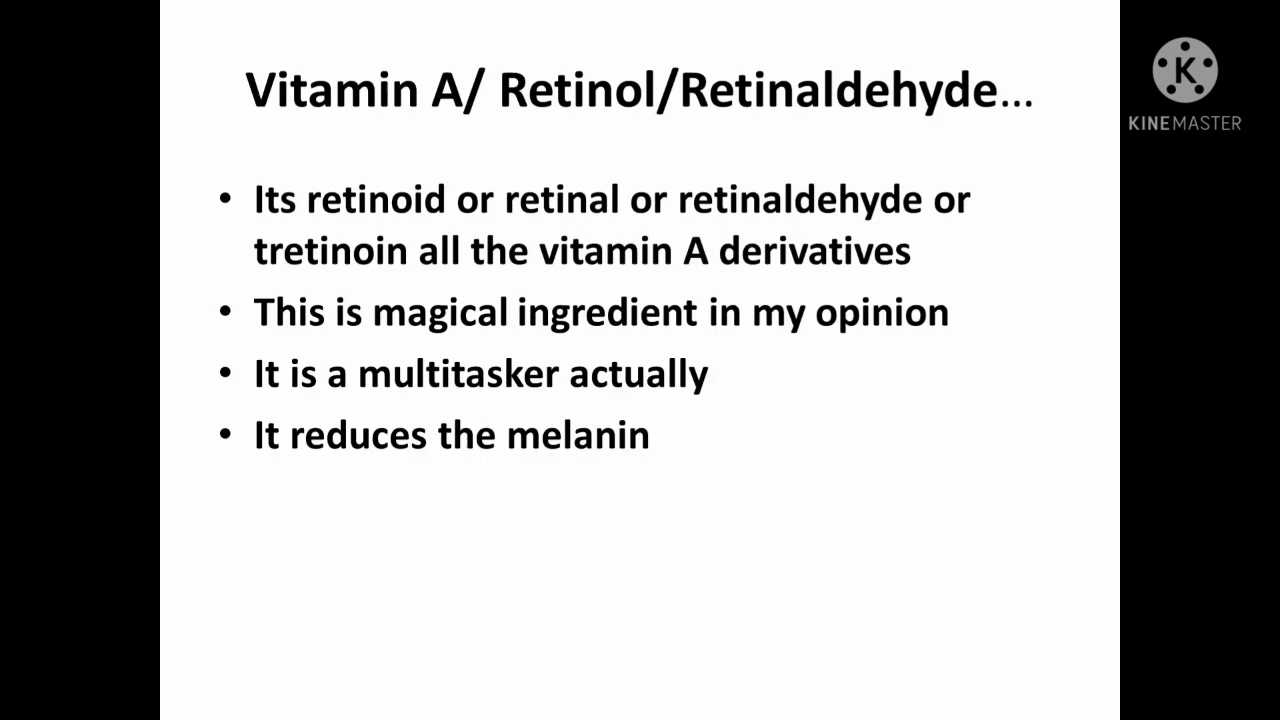 Vitamin A/ Retinol/Retinaldehyde...
K
KINEMASTER
• Its retinoid or retinal or retinaldehyde or
tretinoin all the vitamin A derivatives
• This is magical ingredient in my opinion
• It is a multitasker actually
• It reduces the melanin